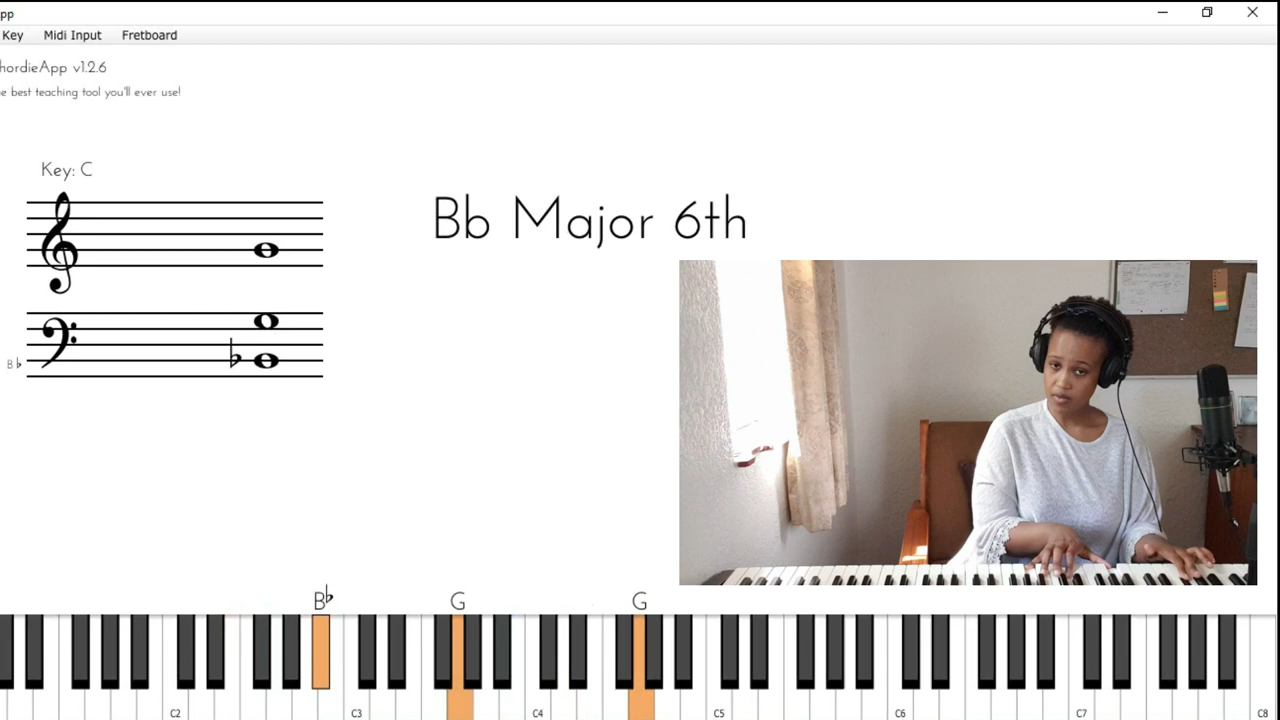 pp
Key Midi Input Fretboard
hordieApp v1.2.6
e best teaching tool you'll ever use!
Key: C
Bb Major 6th
B♭
B♭ G G
C2 C3 C4 C5 C6 C7 C8